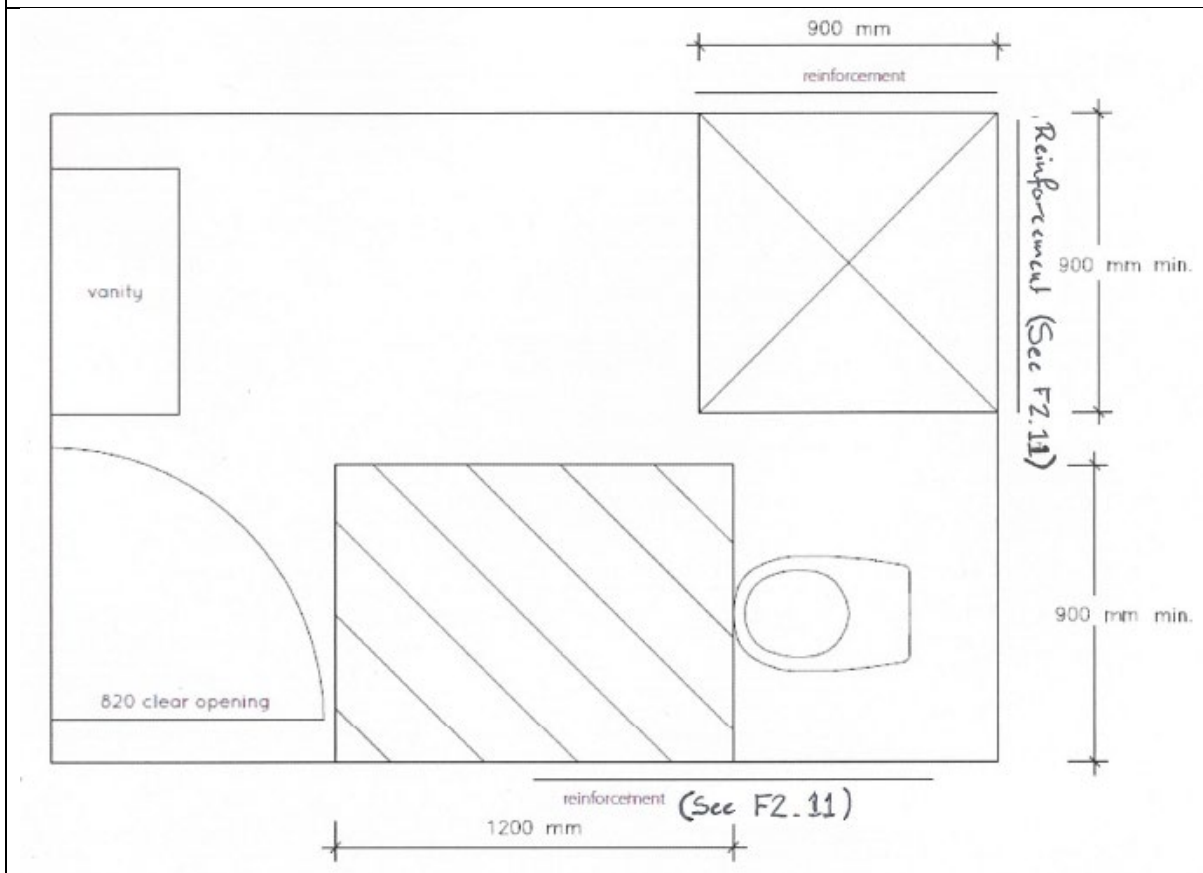 900 mm
reinforcement
Reinforcement (See F2.11)
900 mm min.
vanity
900 mm min.
820 clear opening
reinforcement (See F2.11)
1200 mm